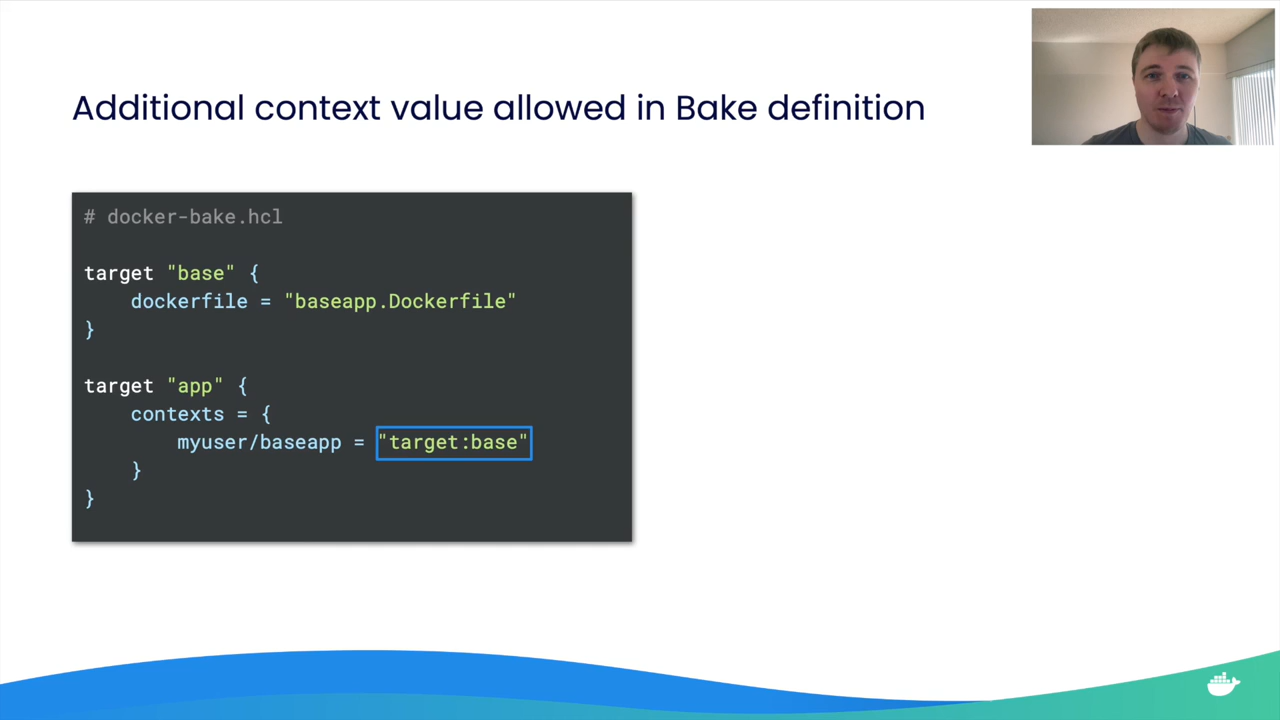 Additional context value allowed in Bake definition
# docker-bake.hcl
target "base" {
dockerfile = "baseapp.Dockerfile"
}
target "app" {
contexts = {
myuser/baseapp = "target:base"
}
}